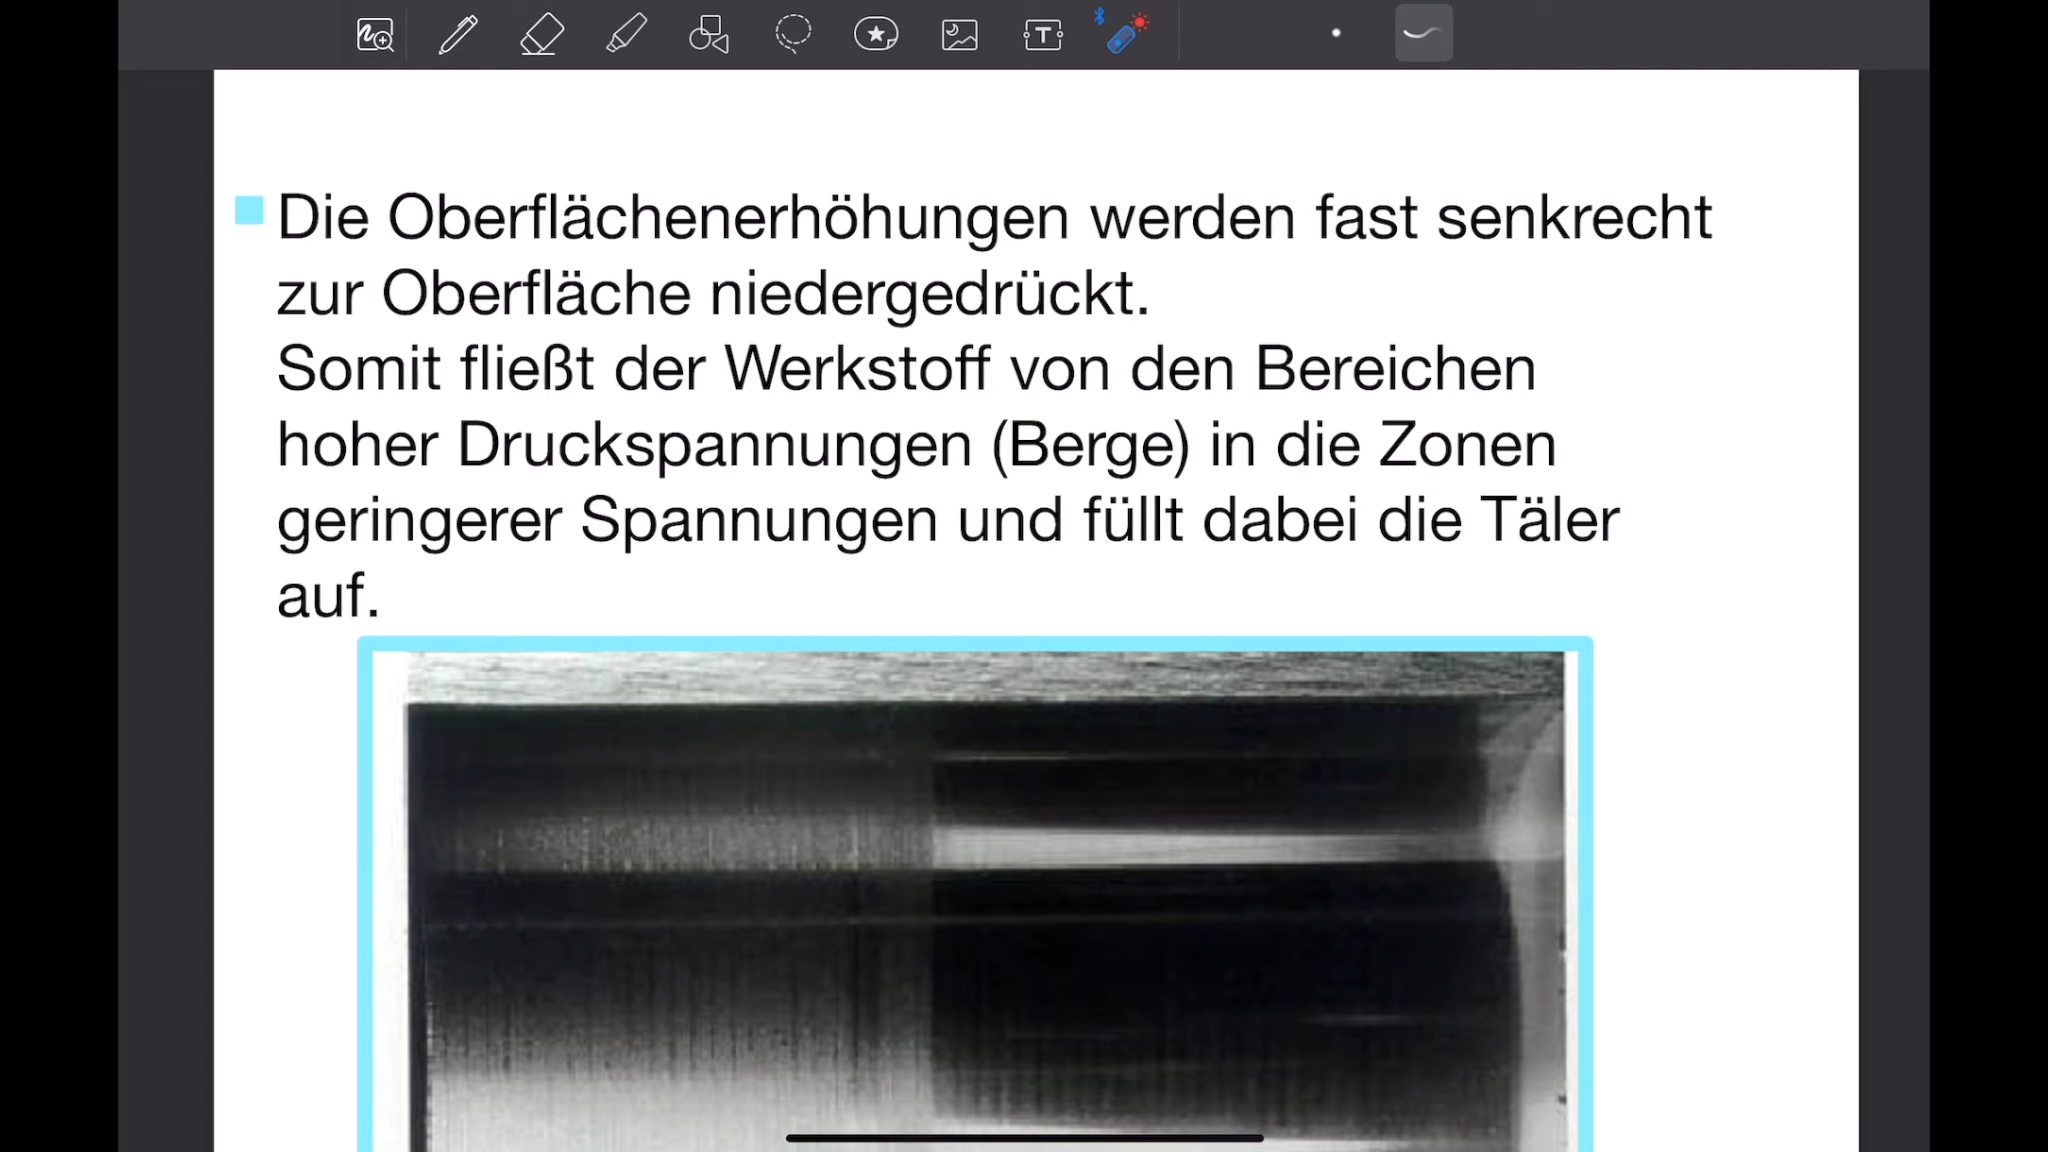 Die Oberflächenerhöhungen werden fast senkrecht
zur Oberfläche niedergedrückt.
Somit fließt der Werkstoff von den Bereichen
hoher Druckspannungen (Berge) in die Zonen
geringerer Spannungen und füllt dabei die Täler
auf.